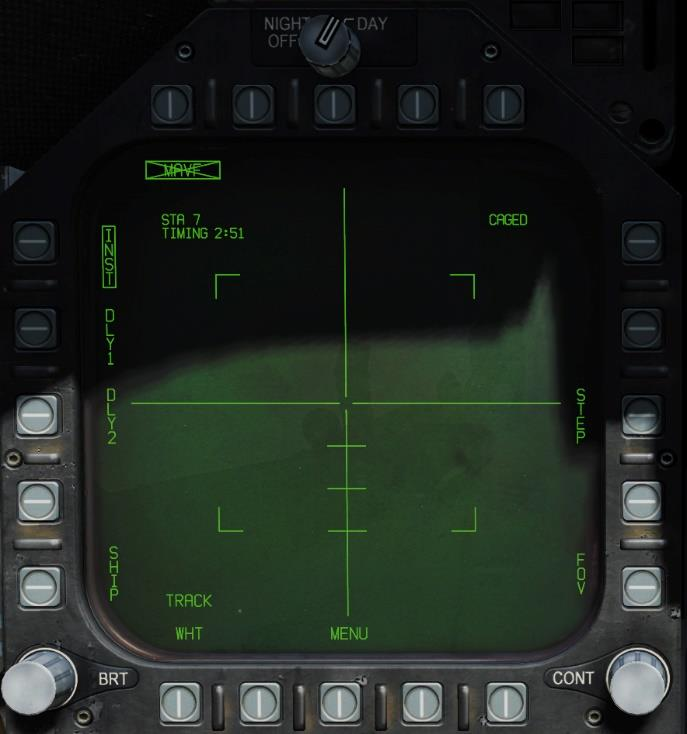 NIGHT DAY
OFF
MAVF
STA 7
TIMING 2:51
CAGED
INST
DLY1
DLY2
STEP
SHIP
FOV
TRACK
WHT
MENU
BRT
CONT